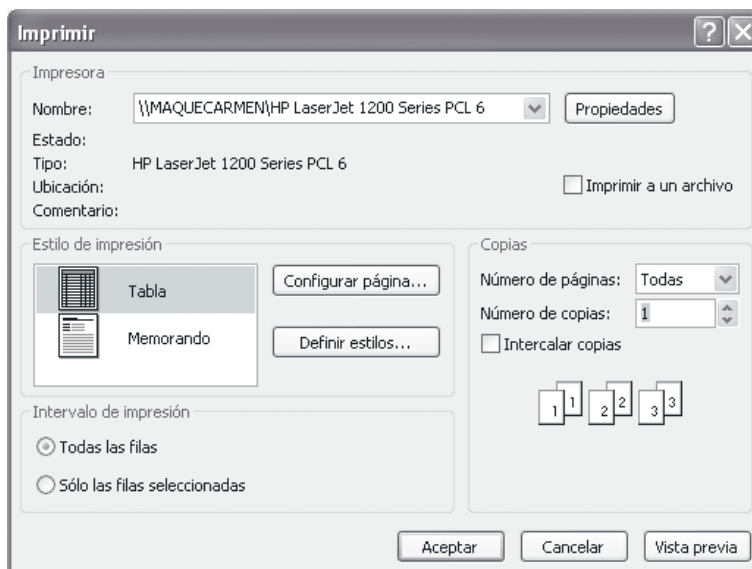 Imprimir
Impresora
Nombre: \\MAQUECARMEN\HP LaserJet 1200 Series PCL 6 Propiedades
Estado:
Tipo: HP LaserJet 1200 Series PCL 6
Ubicación: Imprimir a un archivo
Comentario:
Estilo de impresión
Tabla
Configurar página...
Memorando
Definir estilos...
Intervalo de impresión
Todas las filas
Sólo las filas seleccionadas
Copias
Número de páginas: Todas
Número de copias: 1
Intercalar copias
1 1 2 2 3 3
Aceptar Cancelar Vista previa